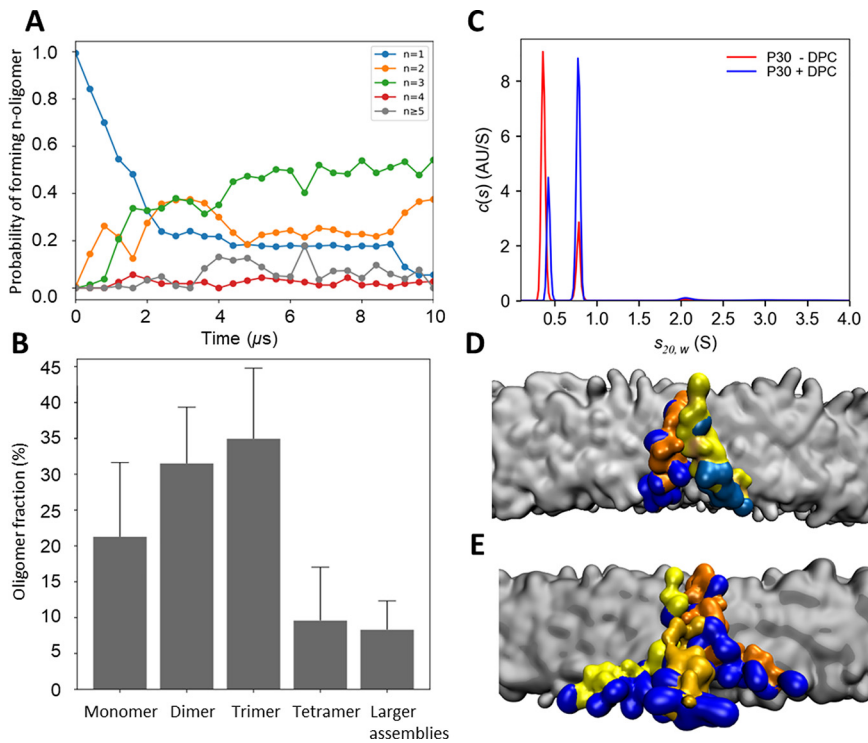 A
Probability of forming n-oligomer
1.0
0.8
0.6
0.4
0.2
0.0
n=1
n=2
n=3
n=4
n≥5
0
2
4
6
8
10
Time (µs)
B
Oligomer fraction (%)
45
40
35
30
25
20
15
10
5
0
Monomer
Dimer
Trimer
Tetramer
Larger
assemblies
C
c(s) (AU/S)
8
6
4
2
0
P30 - DPC
P30 + DPC
0.5
1.0
1.5
2.0
2.5
3.0
3.5
4.0
s20, w (S)
D
E